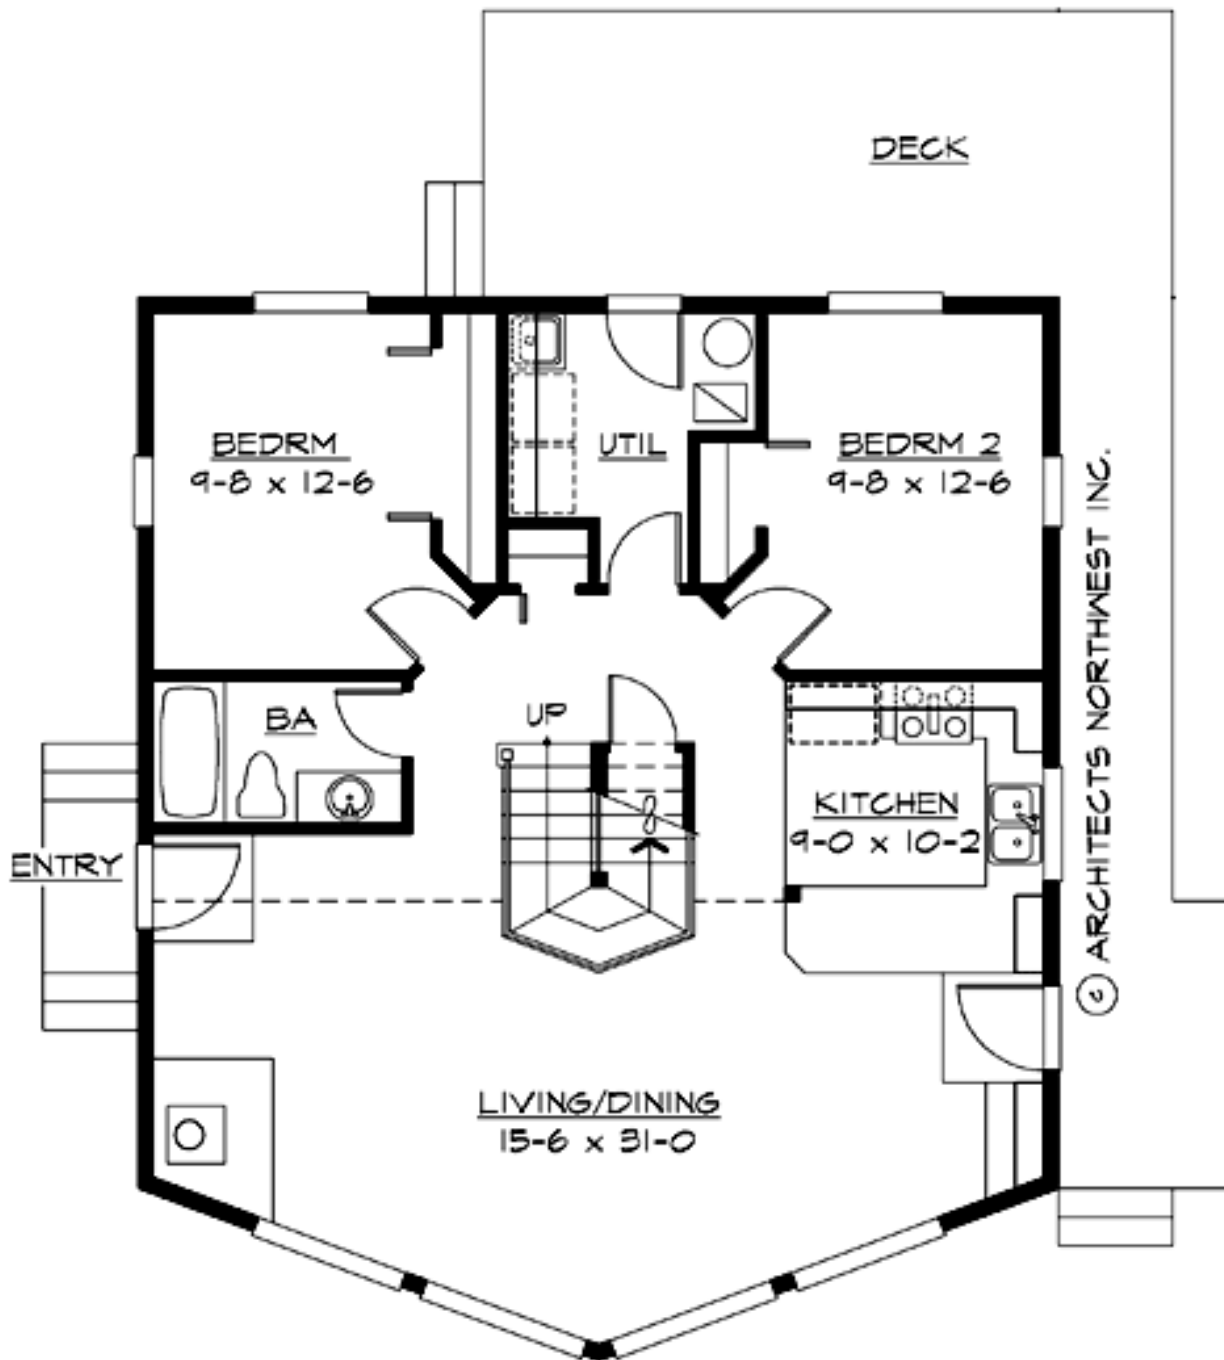 DECK
BEDRM
9-8 x 12-6
UTIL
BEDRM 2
9-8 x 12-6
BA
UP
KITCHEN
9-0 x 10-2
ENTRY
LIVING/DINING
15-6 x 31-0
© ARCHITECTS NORTHWEST INC.